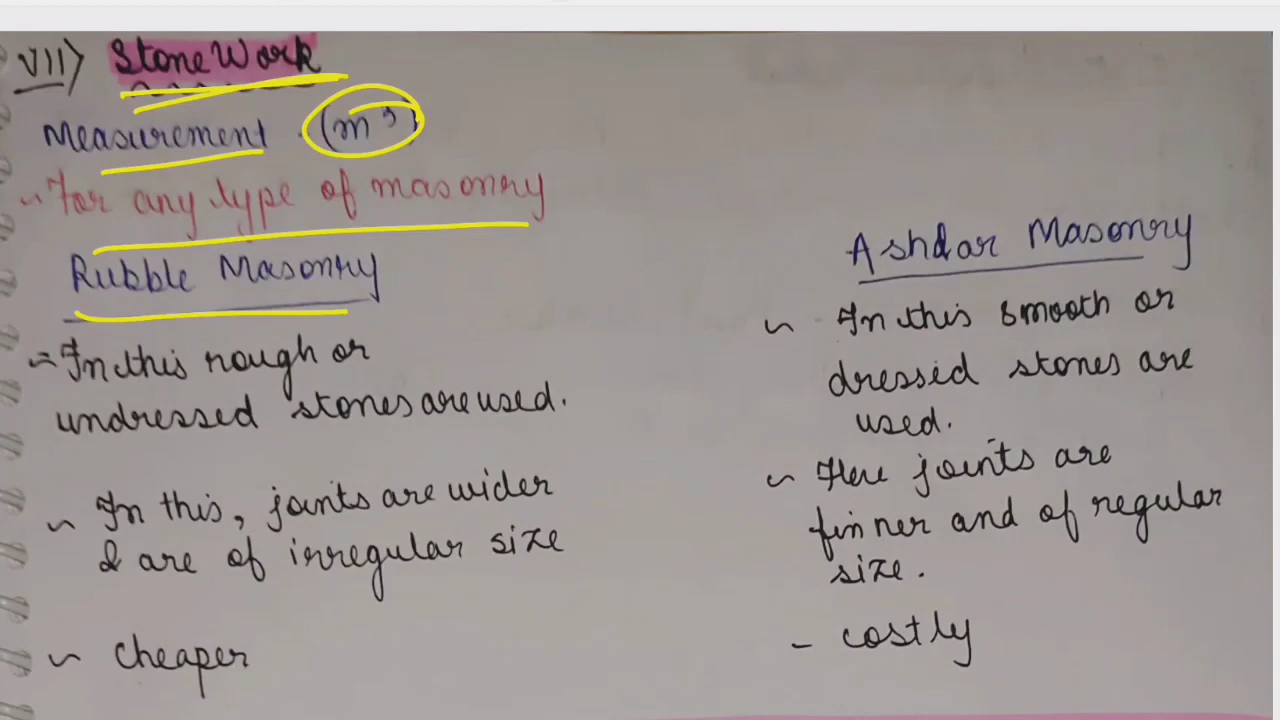 VII) Stone Work
Measurement . (m³)
~ For any type of masonry
Rubble Masonry
~ In this rough or
undressed stones are used.
~ In this, joints are wider
& are of irregular size
~ Cheaper
Ashdar Masonry
~ In this smooth or
dressed stones are
used.
~ Here joints are
finner and of regular
size.
- costly